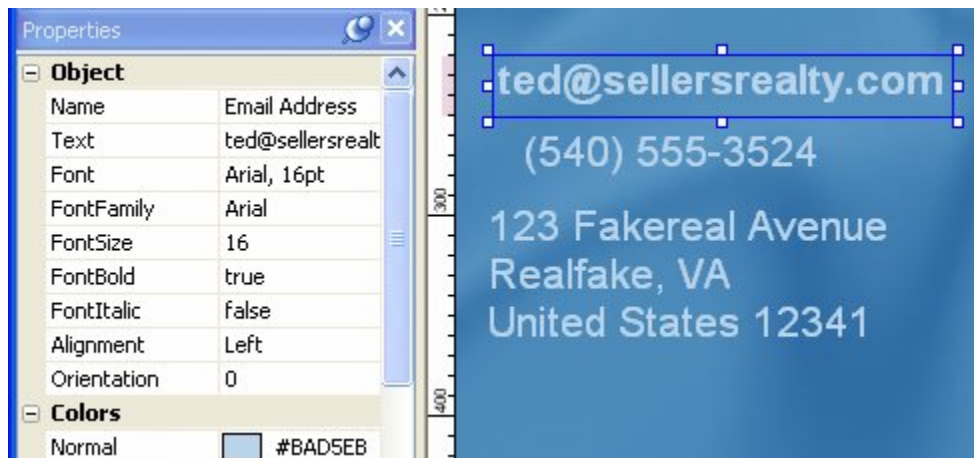 Properties
Object
Name Email Address
Text ted@sellersrealt
Font Arial, 16pt
FontFamily Arial
FontSize 16
FontBold true
FontItalic false
Alignment Left
Orientation 0
Colors
Normal #BAD5EB
300
400
ted@sellersrealty.com
(540) 555-3524
123 Fakereal Avenue
Realfake, VA
United States 12341